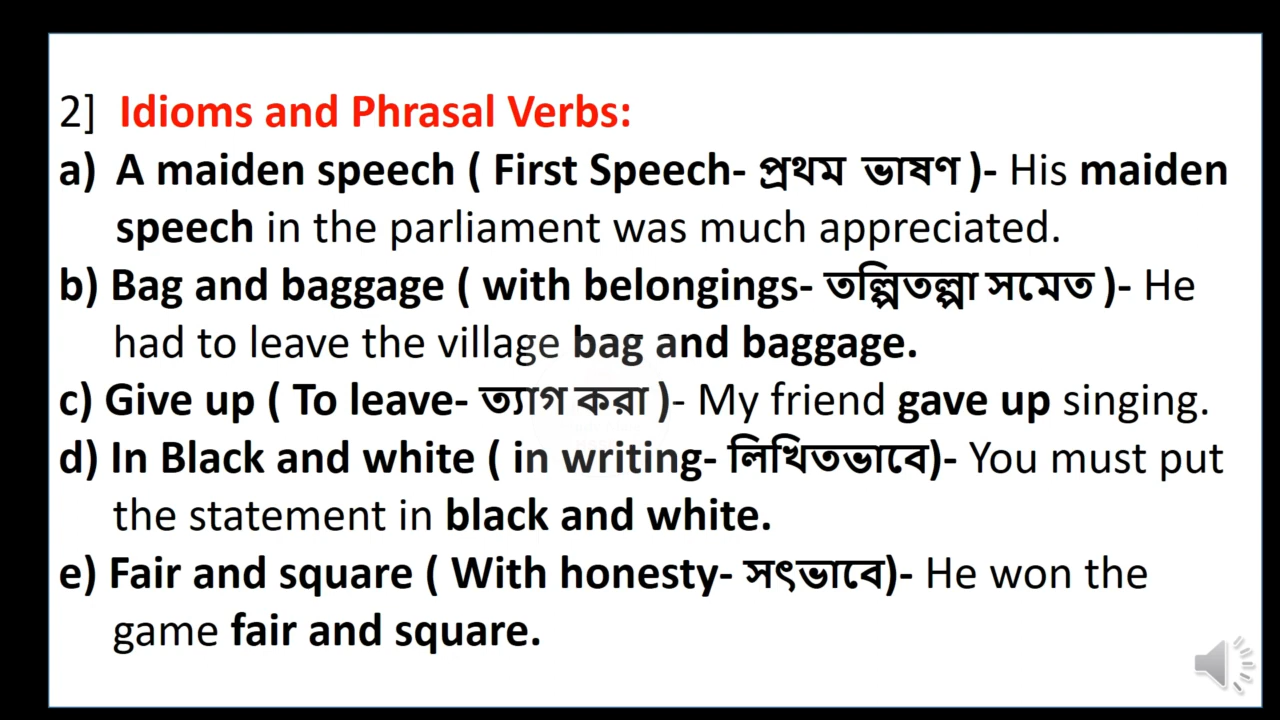 2] Idioms and Phrasal Verbs:
a) A maiden speech ( First Speech- প্রথম ভাষণ )- His maiden
speech in the parliament was much appreciated.
b) Bag and baggage ( with belongings- তল্পিতল্পা সমেত )- He
had to leave the village bag and baggage.
c) Give up ( To leave- ত্যাগ করা )- My friend gave up singing.
d) In Black and white ( in writing- লিখিতভাবে)- You must put
the statement in black and white.
e) Fair and square ( With honesty- সৎভাবে)- He won the
game fair and square.